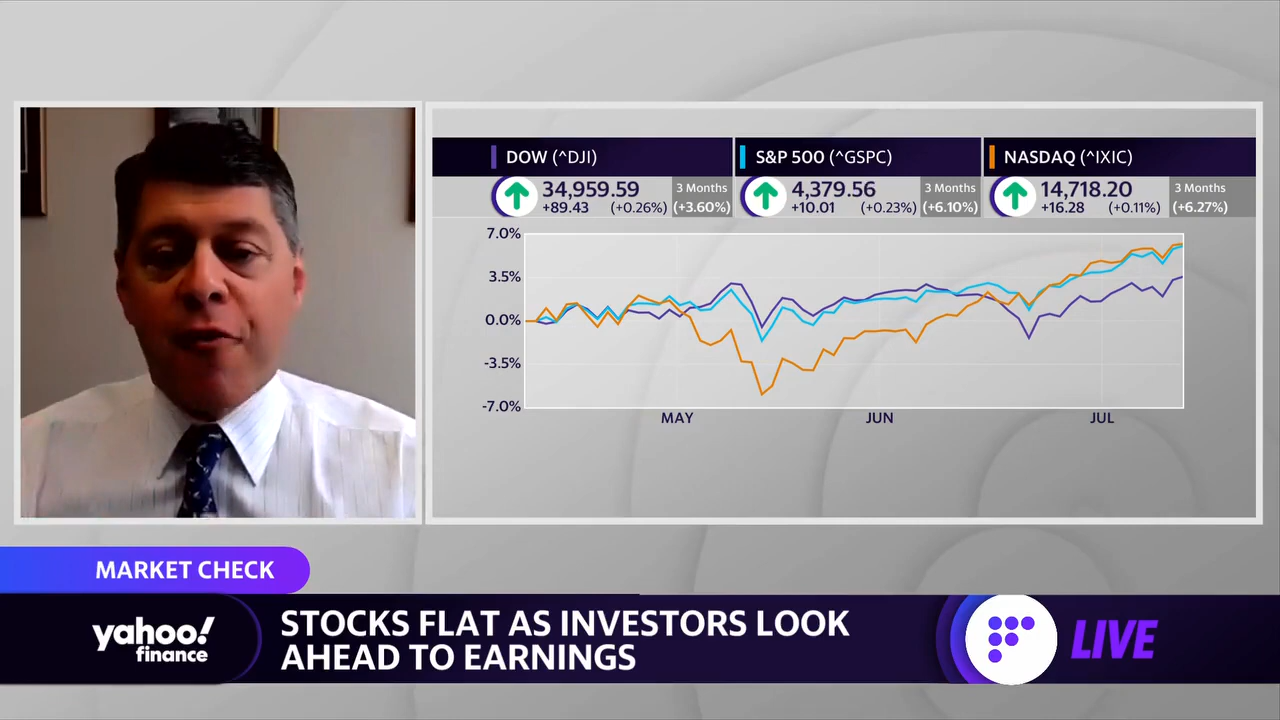 DOW (^DJI)
34,959.59
+89.43 (+0.26%)
3 Months
(+3.60%)
S&P 500 (^GSPC)
4,379.56
+10.01 (+0.23%)
3 Months
(+6.10%)
NASDAQ (^IXIC)
14,718.20
+16.28 (+0.11%)
3 Months
(+6.27%)
7.0%
3.5%
0.0%
-3.5%
-7.0%
MAY JUN JUL
MARKET CHECK
yahoo!
finance
STOCKS FLAT AS INVESTORS LOOK
AHEAD TO EARNINGS
LIVE